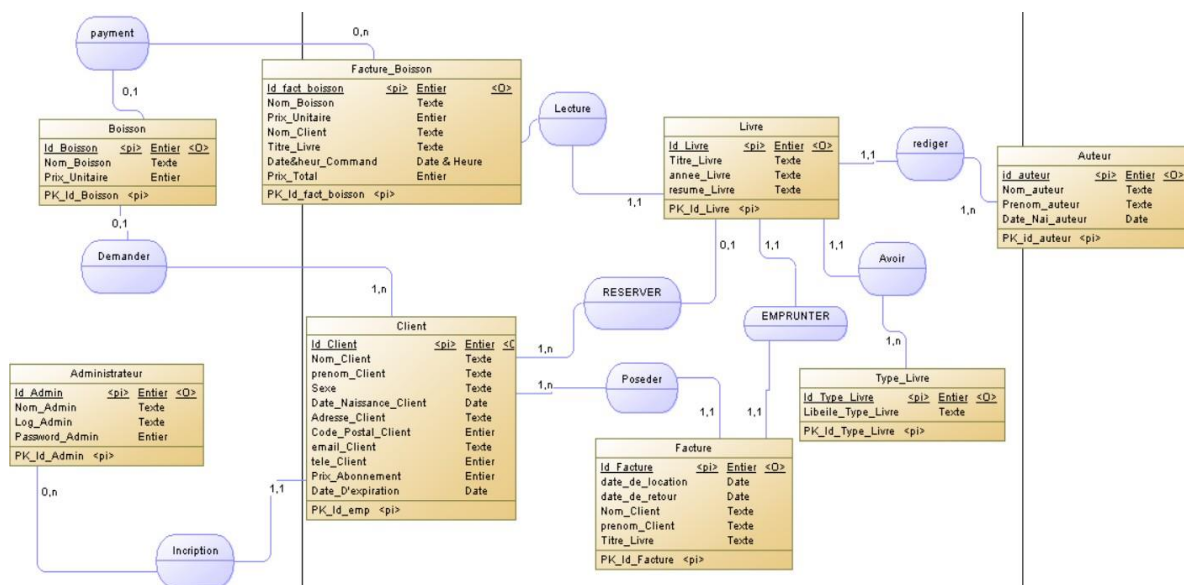 payment
0,n
0,1
Facture_Boisson
Id_fact_boisson <pi> Entier <O>
Nom_Boisson Texte
Prix_Unitaire Entier
Nom_Client Texte
Titre_Livre Texte
Date&heur_Command Date & Heure
Prix_Total Entier
PK_Id_fact_boisson <pi>
Boisson
Id_Boisson <pi> Entier <O>
Nom_Boisson Texte
Prix_Unitaire Entier
PK_Id_Boisson <pi>
0,1
Lecture
1,1
Livre
Id_Livre <pi> Entier <O>
Titre_Livre Texte
annee_Livre Texte
resume_Livre Texte
PK_Id_Livre <pi>
1,1
rediger
1,n
Auteur
id_auteur <pi> Entier <O>
Nom_auteur Texte
Prenom_auteur Texte
Date_Nai_auteur Date
PK_id_auteur <pi>
0,1
1,1
1,1
Demander
1,n
RESERVER
1,n
EMPRUNTER
Avoir
1,n
Client
Id_Client <pi> Entier <O
Nom_Client Texte
prenom_Client Texte
Sexe Texte
Date_Naissance_Client Date
Adresse_Client Texte
Code_Postal_Client Entier
email_Client Texte
tele_Client Entier
Prix_Abonnement Entier
Date_D'expiration Date
PK_Id_emp <pi>
1,n
Poseder
1,1
1,1
Type_Livre
Id_Type_Livre <pi> Entier <O>
Libelle_Type_Livre Texte
PK_Id_Type_Livre <pi>
Administrateur
Id_Admin <pi> Entier <O>
Nom_Admin Texte
Log_Admin Texte
Password_Admin Entier
PK_Id_Admin <pi>
0,n
1,1
Incription
Facture
Id_Facture <pi> Entier <O>
date_de_location Date
date_de_retour Date
Nom_Client Texte
prenom_Client Texte
Titre_Livre Texte
PK_Id_Facture <pi>